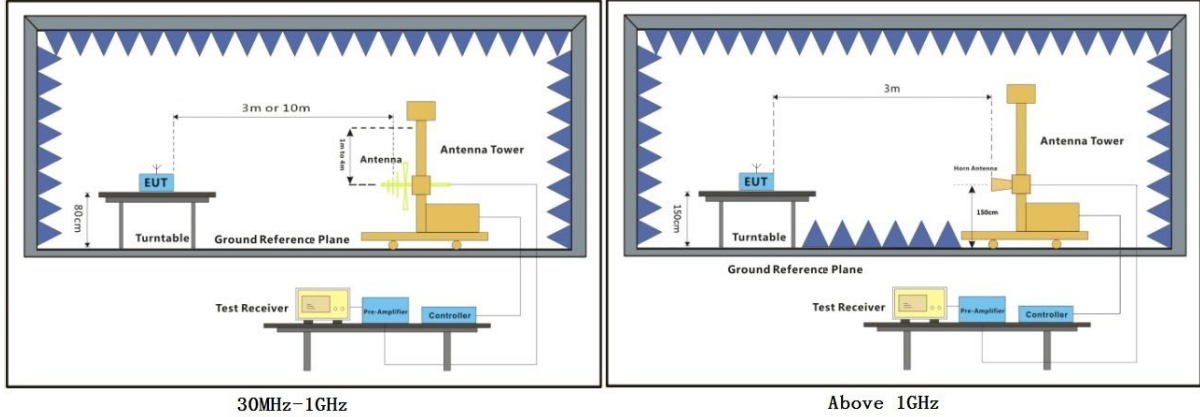 3m or 10m
1m to 4m
Antenna
Antenna Tower
EUT
80cm
Turntable
Ground Reference Plane
Test Receiver
Pre-Amplifier
Controller
30MHz-1GHz
3m
Antenna Tower
Horn Antenna
EUT
150cm
150cm
Turntable
Ground Reference Plane
Test Receiver
Pre-Amplifier
Controller
Above 1GHz